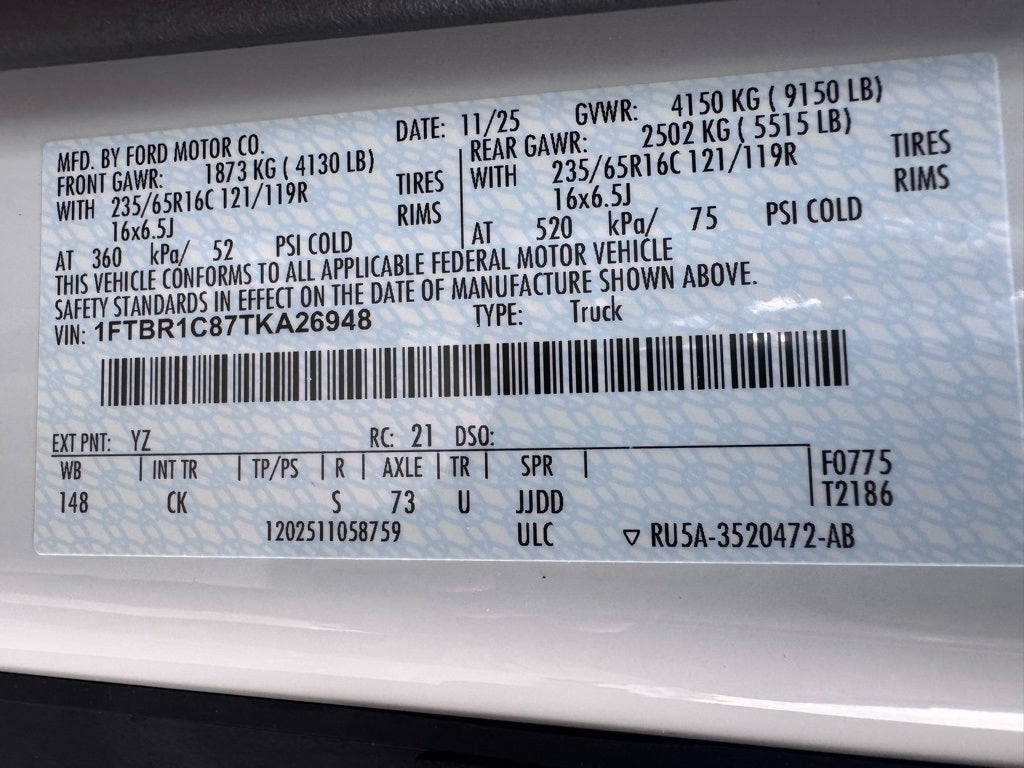 MFD. BY FORD MOTOR CO. DATE: 11/25 GVWR: 4150 KG ( 9150 LB)
FRONT GAWR: 1873 KG ( 4130 LB) REAR GAWR: 2502 KG ( 5515 LB)
WITH 235/65R16C 121/119R TIRES WITH 235/65R16C 121/119R TIRES
16x6.5J RIMS 16x6.5J RIMS
AT 360 kPa/ 52 PSI COLD AT 520 kPa/ 75 PSI COLD
THIS VEHICLE CONFORMS TO ALL APPLICABLE FEDERAL MOTOR VEHICLE
SAFETY STANDARDS IN EFFECT ON THE DATE OF MANUFACTURE SHOWN ABOVE.
VIN: 1FTBR1C87TKA26948 TYPE: Truck
EXT PNT: YZ RC: 21 DSO:
WB INT TR TP/PS R AXLE TR SPR F0775
148 CK S 73 U JJDD T2186
1202511058759 ULC ▽ RU5A-3520472-AB